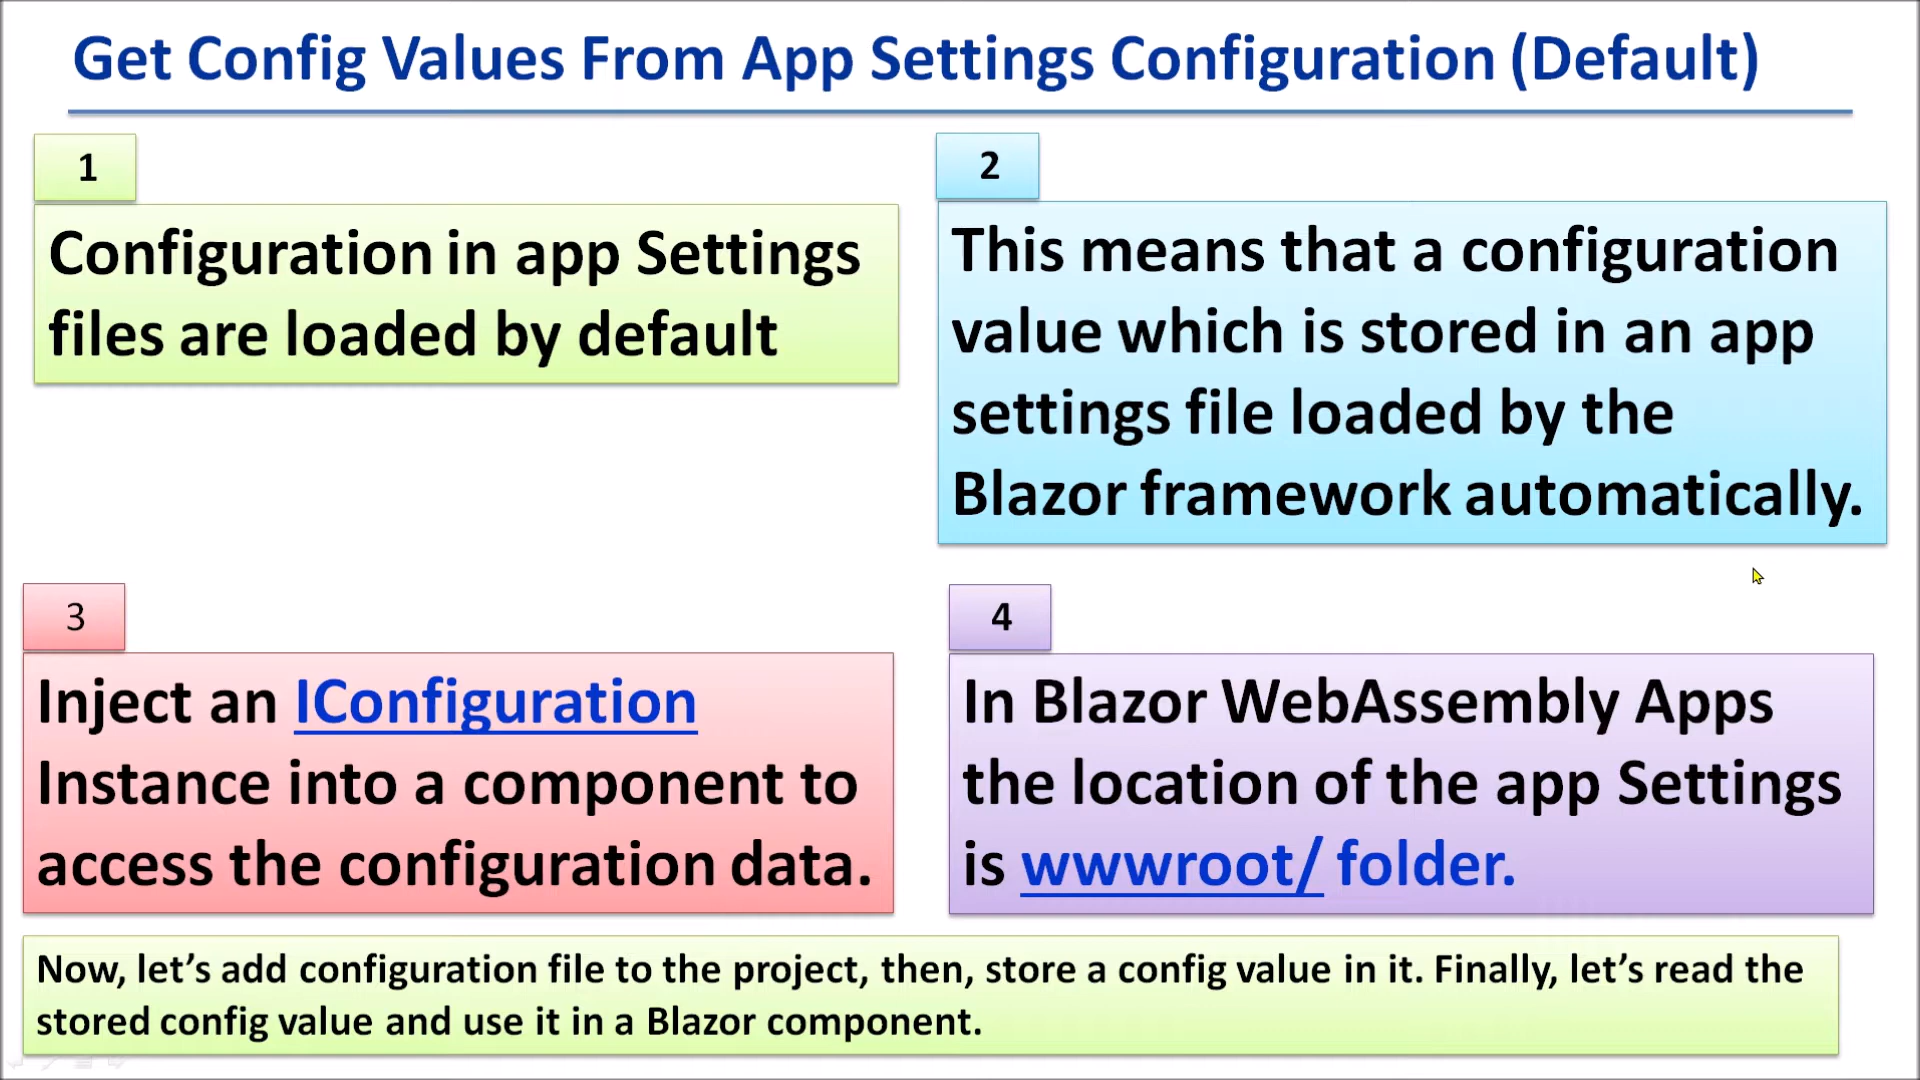 Get Config Values From App Settings Configuration (Default)
1
Configuration in app Settings
files are loaded by default
2
This means that a configuration
value which is stored in an app
settings file loaded by the
Blazor framework automatically.
3
Inject an IConfiguration
Instance into a component to
access the configuration data.
4
In Blazor WebAssembly Apps
the location of the app Settings
is wwwroot/ folder.
Now, let’s add configuration file to the project, then, store a config value in it. Finally, let’s read the
stored config value and use it in a Blazor component.